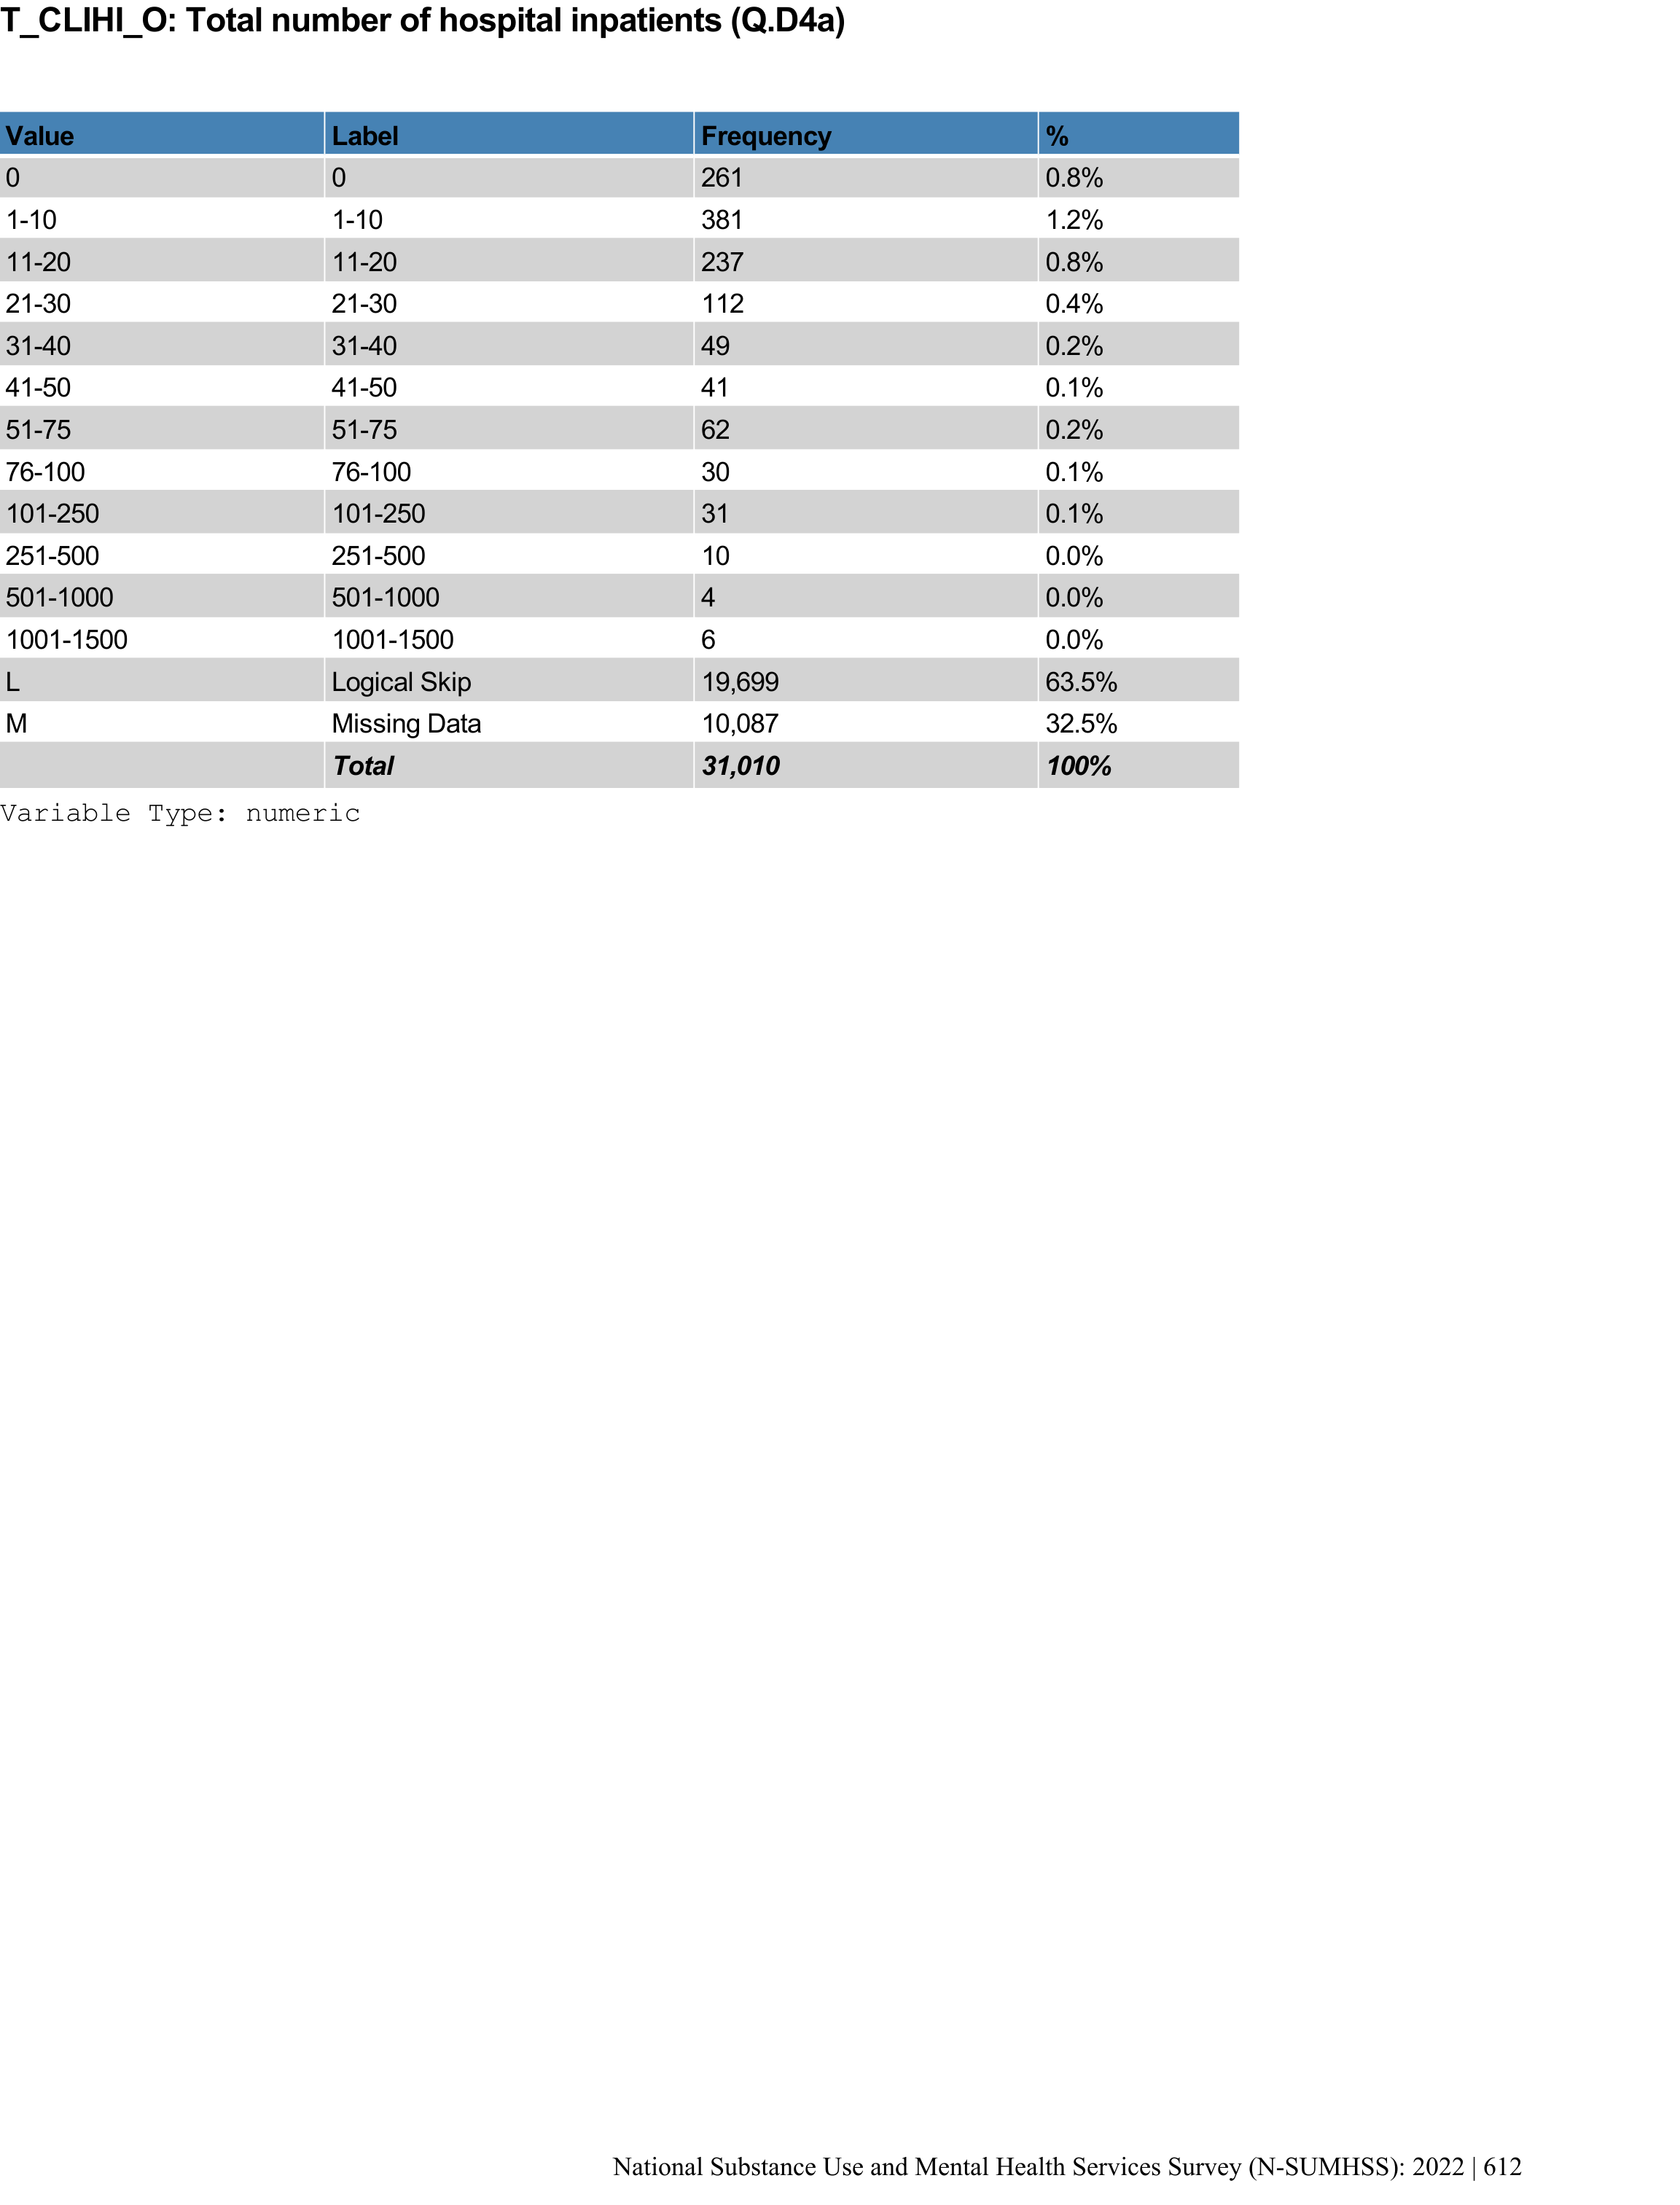 T_CLIHI_O: Total number of hospital inpatients (Q.D4a)
Value Label Frequency %
0 0 261 0.8%
1-10 1-10 381 1.2%
11-20 11-20 237 0.8%
21-30 21-30 112 0.4%
31-40 31-40 49 0.2%
41-50 41-50 41 0.1%
51-75 51-75 62 0.2%
76-100 76-100 30 0.1%
101-250 101-250 31 0.1%
251-500 251-500 10 0.0%
501-1000 501-1000 4 0.0%
1001-1500 1001-1500 6 0.0%
L Logical Skip 19,699 63.5%
M Missing Data 10,087 32.5%
Total 31,010 100%
Variable Type: numeric
National Substance Use and Mental Health Services Survey (N-SUMHSS): 2022 | 612